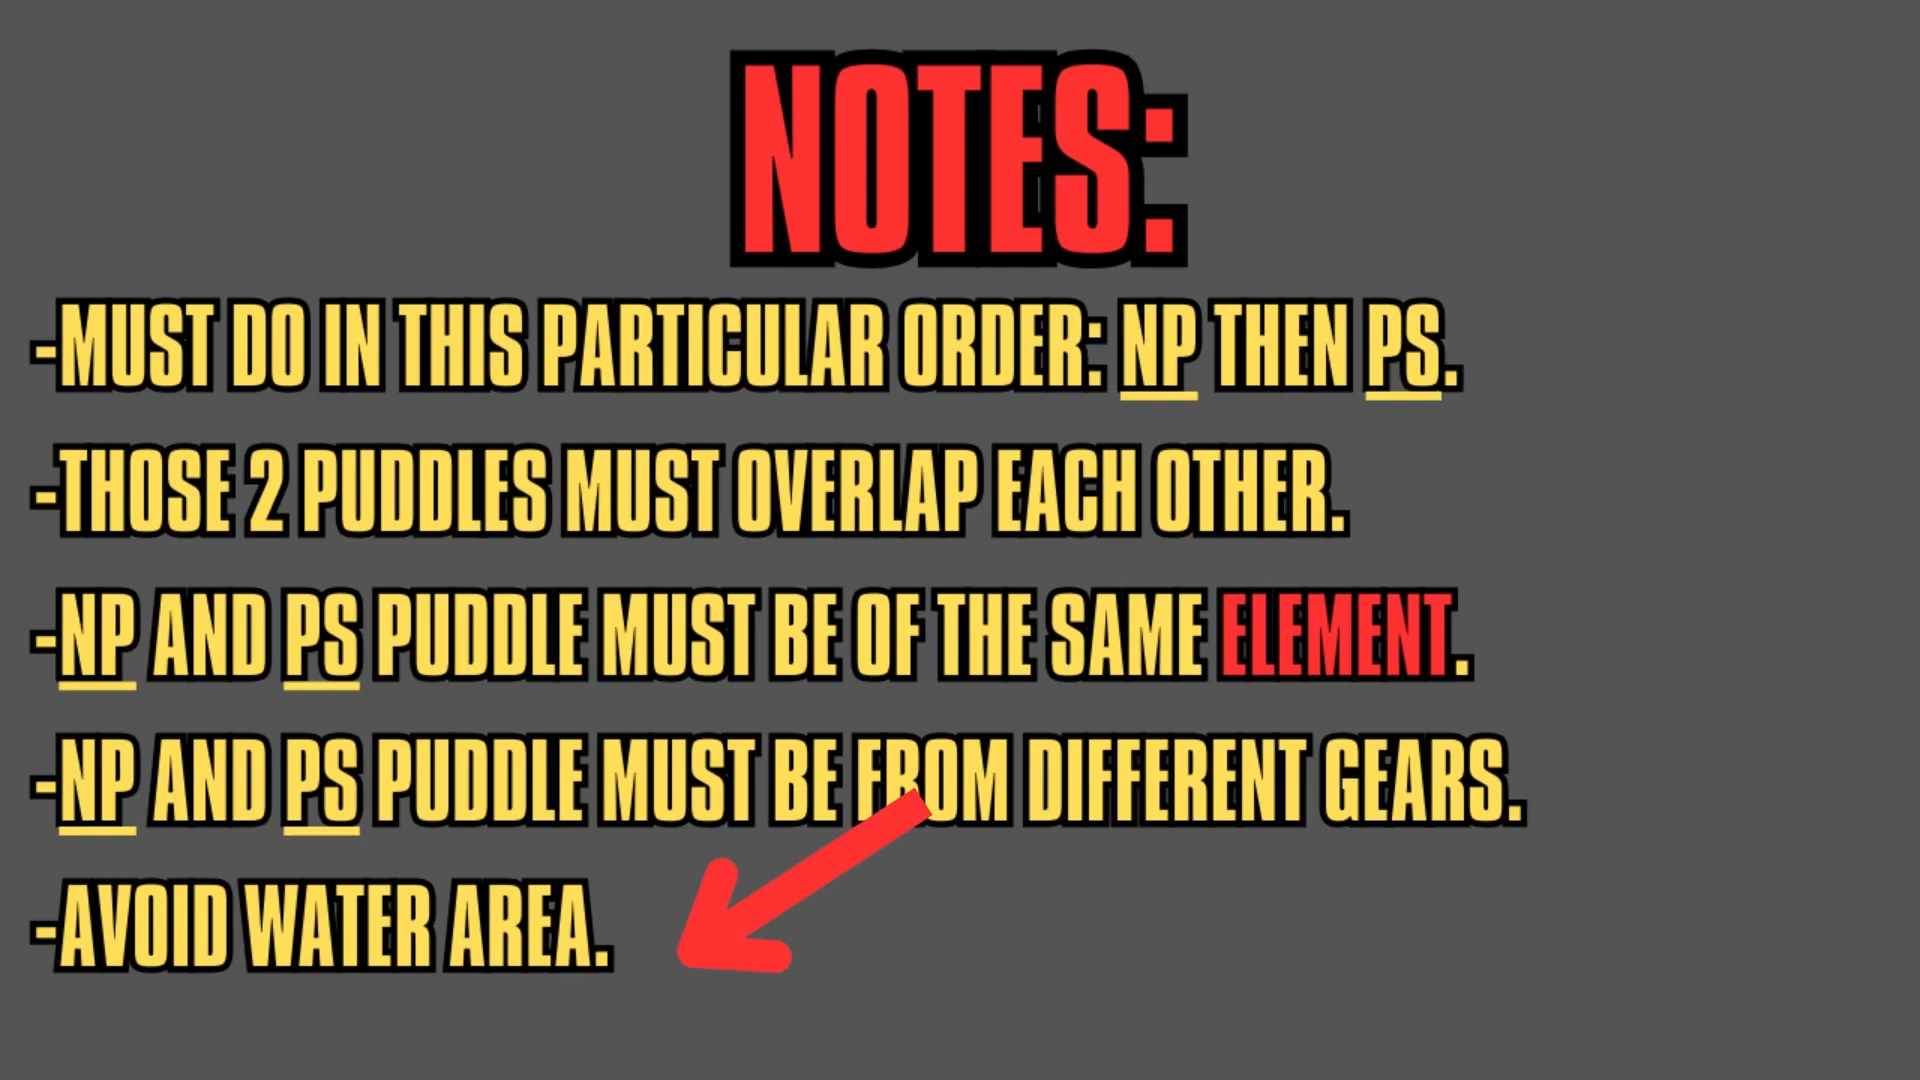 NOTES:
-MUST DO IN THIS PARTICULAR ORDER: NP THEN PS.
-THOSE 2 PUDDLES MUST OVERLAP EACH OTHER.
-NP AND PS PUDDLE MUST BE OF THE SAME ELEMENT.
-NP AND PS PUDDLE MUST BE FROM DIFFERENT GEARS.
-AVOID WATER AREA.